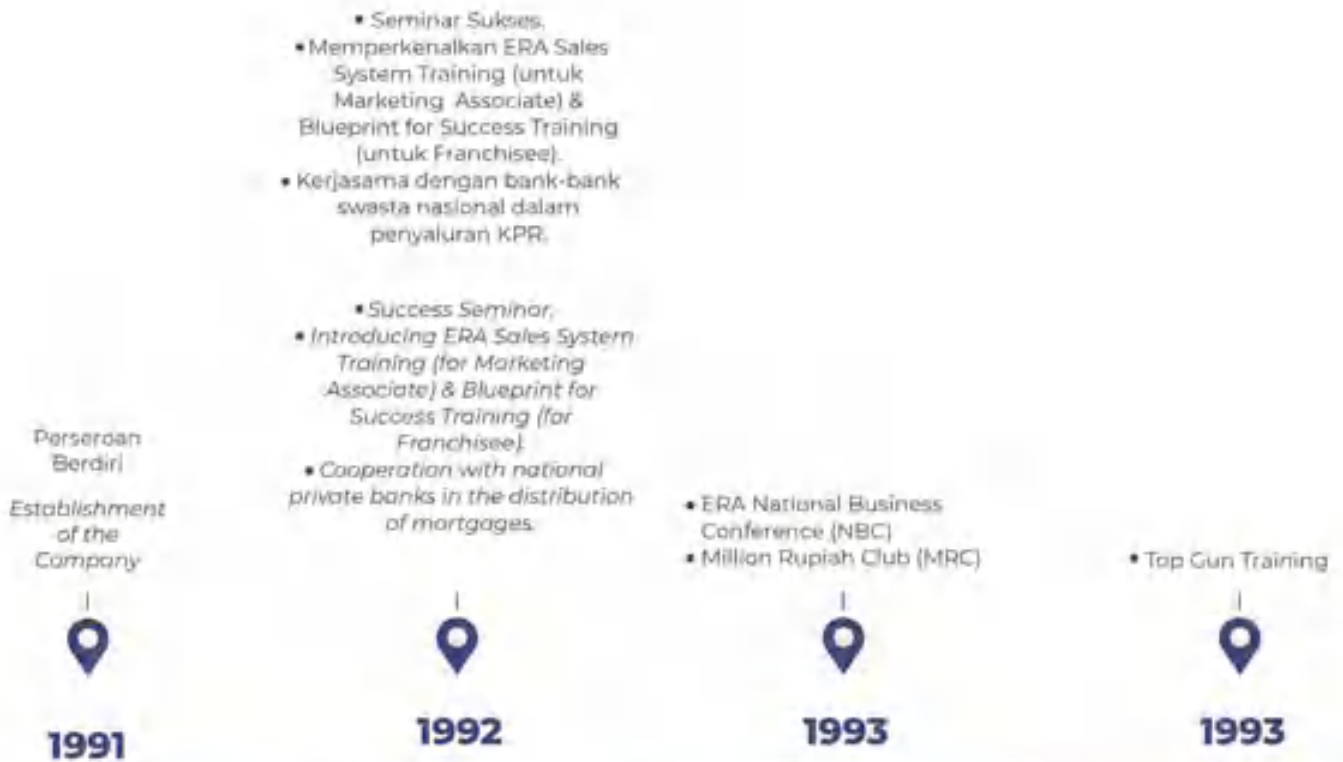 Perseroan
Berdiri
Establishment
of the
Company
1991
• Seminar Sukses.
• Memperkenalkan ERA Sales
System Training (untuk
Marketing Associate) &
Blueprint for Success Training
(untuk Franchisee).
• Kerjasama dengan bank-bank
swasta nasional dalam
penyaluran KPR.
• Success Seminar.
• Introducing ERA Sales System
Training (for Marketing
Associate) & Blueprint for
Success Training (for
Franchisee).
• Cooperation with national
private banks in the distribution
of mortgages.
1992
• ERA National Business
Conference (NBC)
• Million Rupiah Club (MRC)
1993
• Top Gun Training
1993